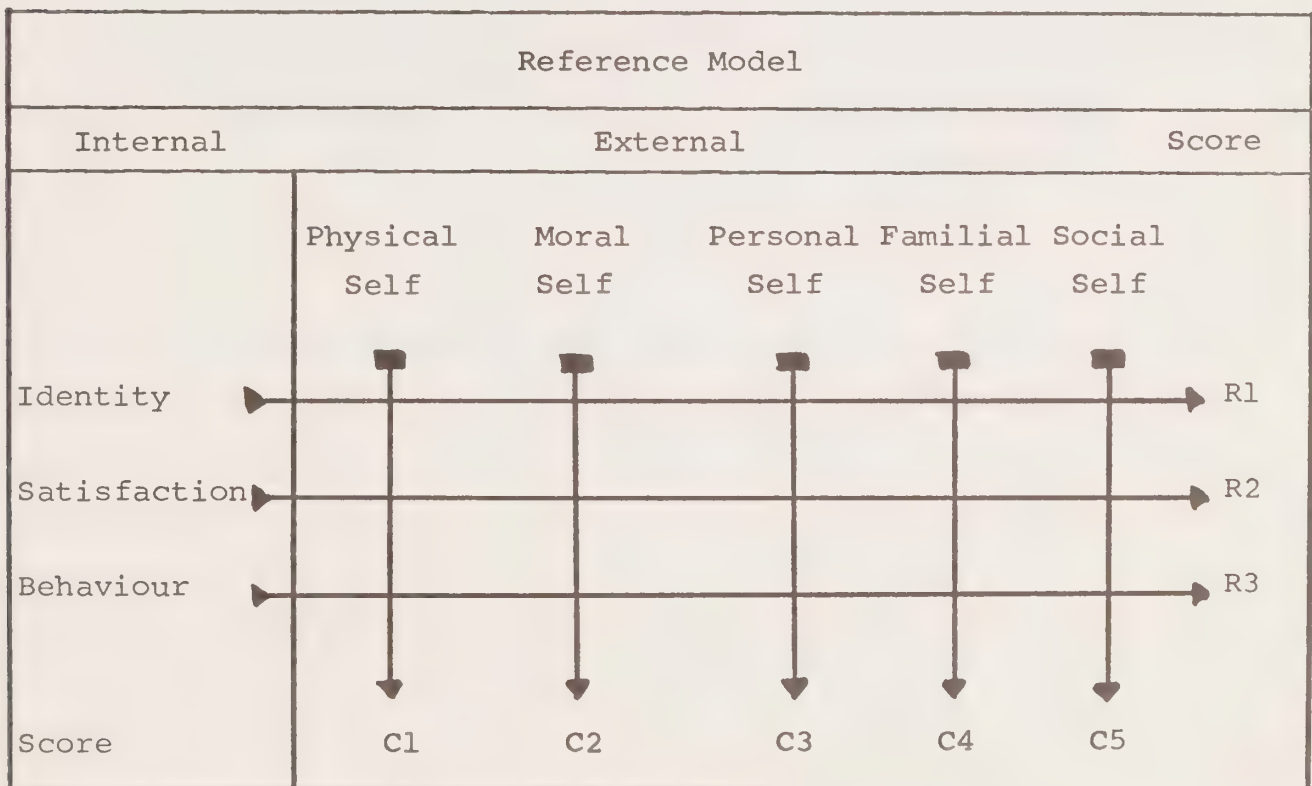 Reference Model
Internal External Score
Physical Moral Personal Familial Social
Self Self Self Self Self
Identity R1
Satisfaction R2
Behaviour R3
Score C1 C2 C3 C4 C5